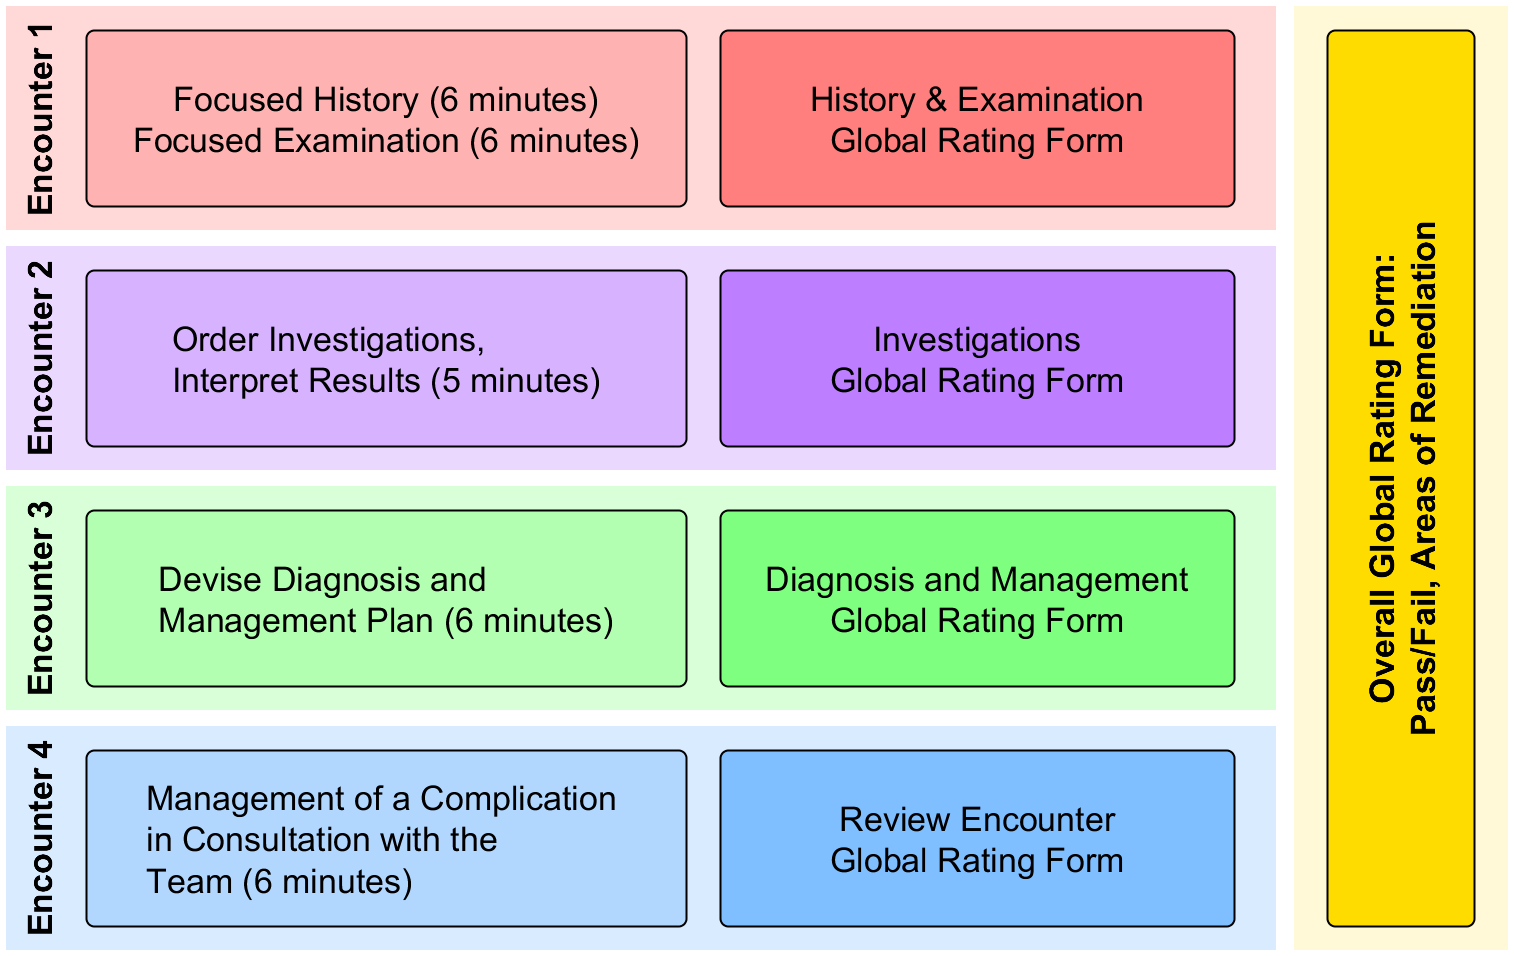 Encounter 1
Focused History (6 minutes)
Focused Examination (6 minutes)
History & Examination
Global Rating Form
Encounter 2
Order Investigations,
Interpret Results (5 minutes)
Investigations
Global Rating Form
Encounter 3
Devise Diagnosis and
Management Plan (6 minutes)
Diagnosis and Management
Global Rating Form
Encounter 4
Management of a Complication
in Consultation with the
Team (6 minutes)
Review Encounter
Global Rating Form
Overall Global Rating Form:
Pass/Fail, Areas of Remediation